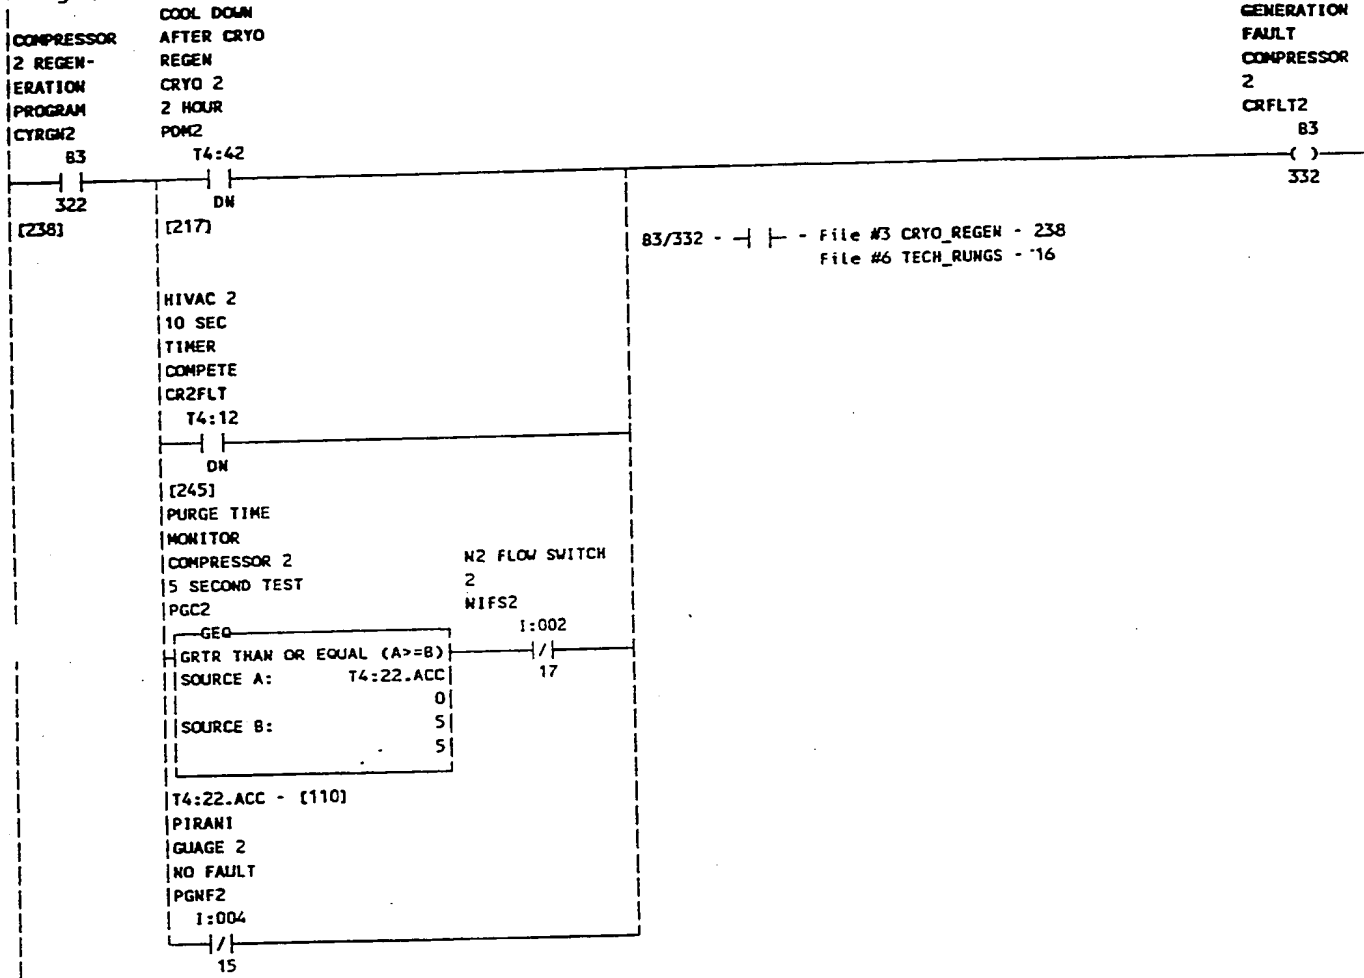 COOL DOWN
AFTER CRYO
REGEN
CRYO 2
2 HOUR
PDM2
COMPRESSOR
2 REGEN-
ERATION
PROGRAM
CYRGN2
GENERATION
FAULT
COMPRESSOR
2
CRFLT2
B3
T4:42
B3
322
DN
332
[238]
[217]
B3/332 - ⊣ ⊢ - File #3 CRYO_REGEN - 238
File #6 TECH_RUNGS - 16
HIVAC 2
10 SEC
TIMER
COMPETE
CR2FLT
T4:12
DN
[245]
PURGE TIME
MONITOR
COMPRESSOR 2
5 SECOND TEST
PGC2
N2 FLOW SWITCH
2
NIFS2
GEQ
I:002
GRTR THAN OR EQUAL (A>=B)
17
SOURCE A: T4:22.ACC
0
SOURCE B: 5
5
T4:22.ACC - [110]
PIRANI
GUAGE 2
NO FAULT
PGNF2
I:004
15